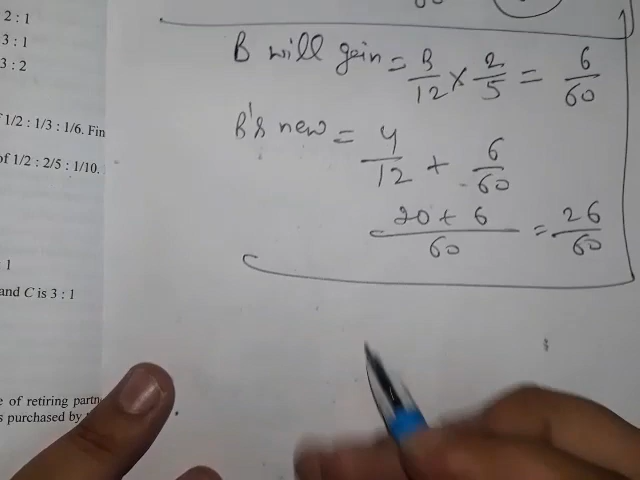 2 : 1
3 : 1
3 : 2
B will gain = 3/12 × 2/5 = 6/60
f 1/2 : 1/3 : 1/6. Fin
B's new = 4/12 + 6/60
of 1/2 : 2/5 : 1/10.
20 + 6 / 60 = 26/60
: 1
and C is 3 : 1
e of retiring partn
s purchased by